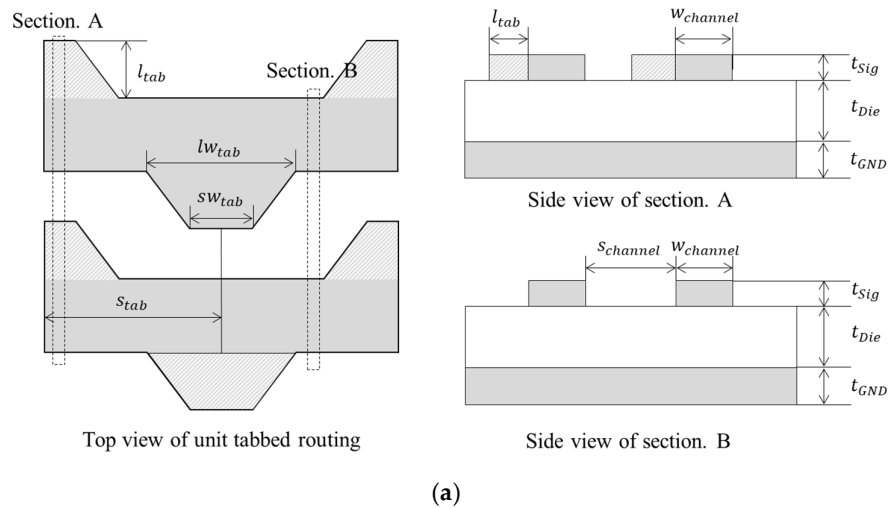 Section. A
l_tab
Section. B
lw_tab
sw_tab
s_tab
Top view of unit tabbed routing
l_tab
w_channel
t_Sig
t_Die
t_GND
Side view of section. A
s_channel
w_channel
t_Sig
t_Die
t_GND
Side view of section. B
(a)